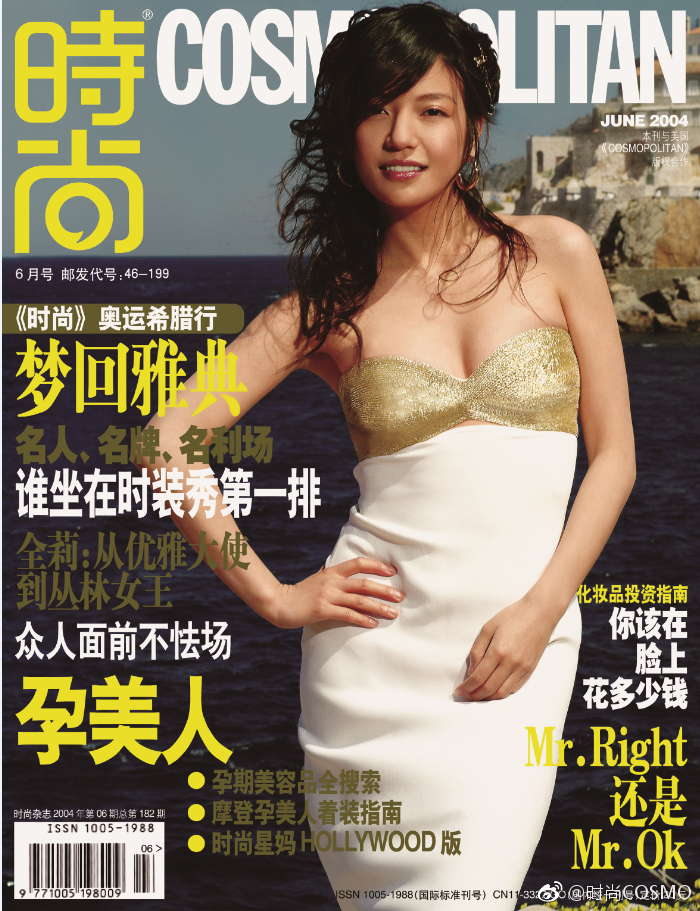 時尚®
COSMOPOLITAN
JUNE 2004
本刊与美国
《COSMOPOLITAN》
版权合作
6月号 邮发代号:46-199
《时尚》奥运希腊行
梦回雅典
名人、名牌、名利场
谁坐在时装秀第一排
全莉:从优雅大使
到丛林女王
众人面前不怯场
孕美人
●孕期美容品全搜索
●摩登孕美人着装指南
●时尚星妈HOLLYWOOD版
化妆品投资指南
你该在
脸上
花多少钱
Mr.Right
还是
Mr.Ok
时尚杂志 2004年第06期总第182期
ISSN 1005-1988
06>
9 771005 198009
ISSN 1005-1988(国际标准刊号) CN11-33
@时尚COSMO